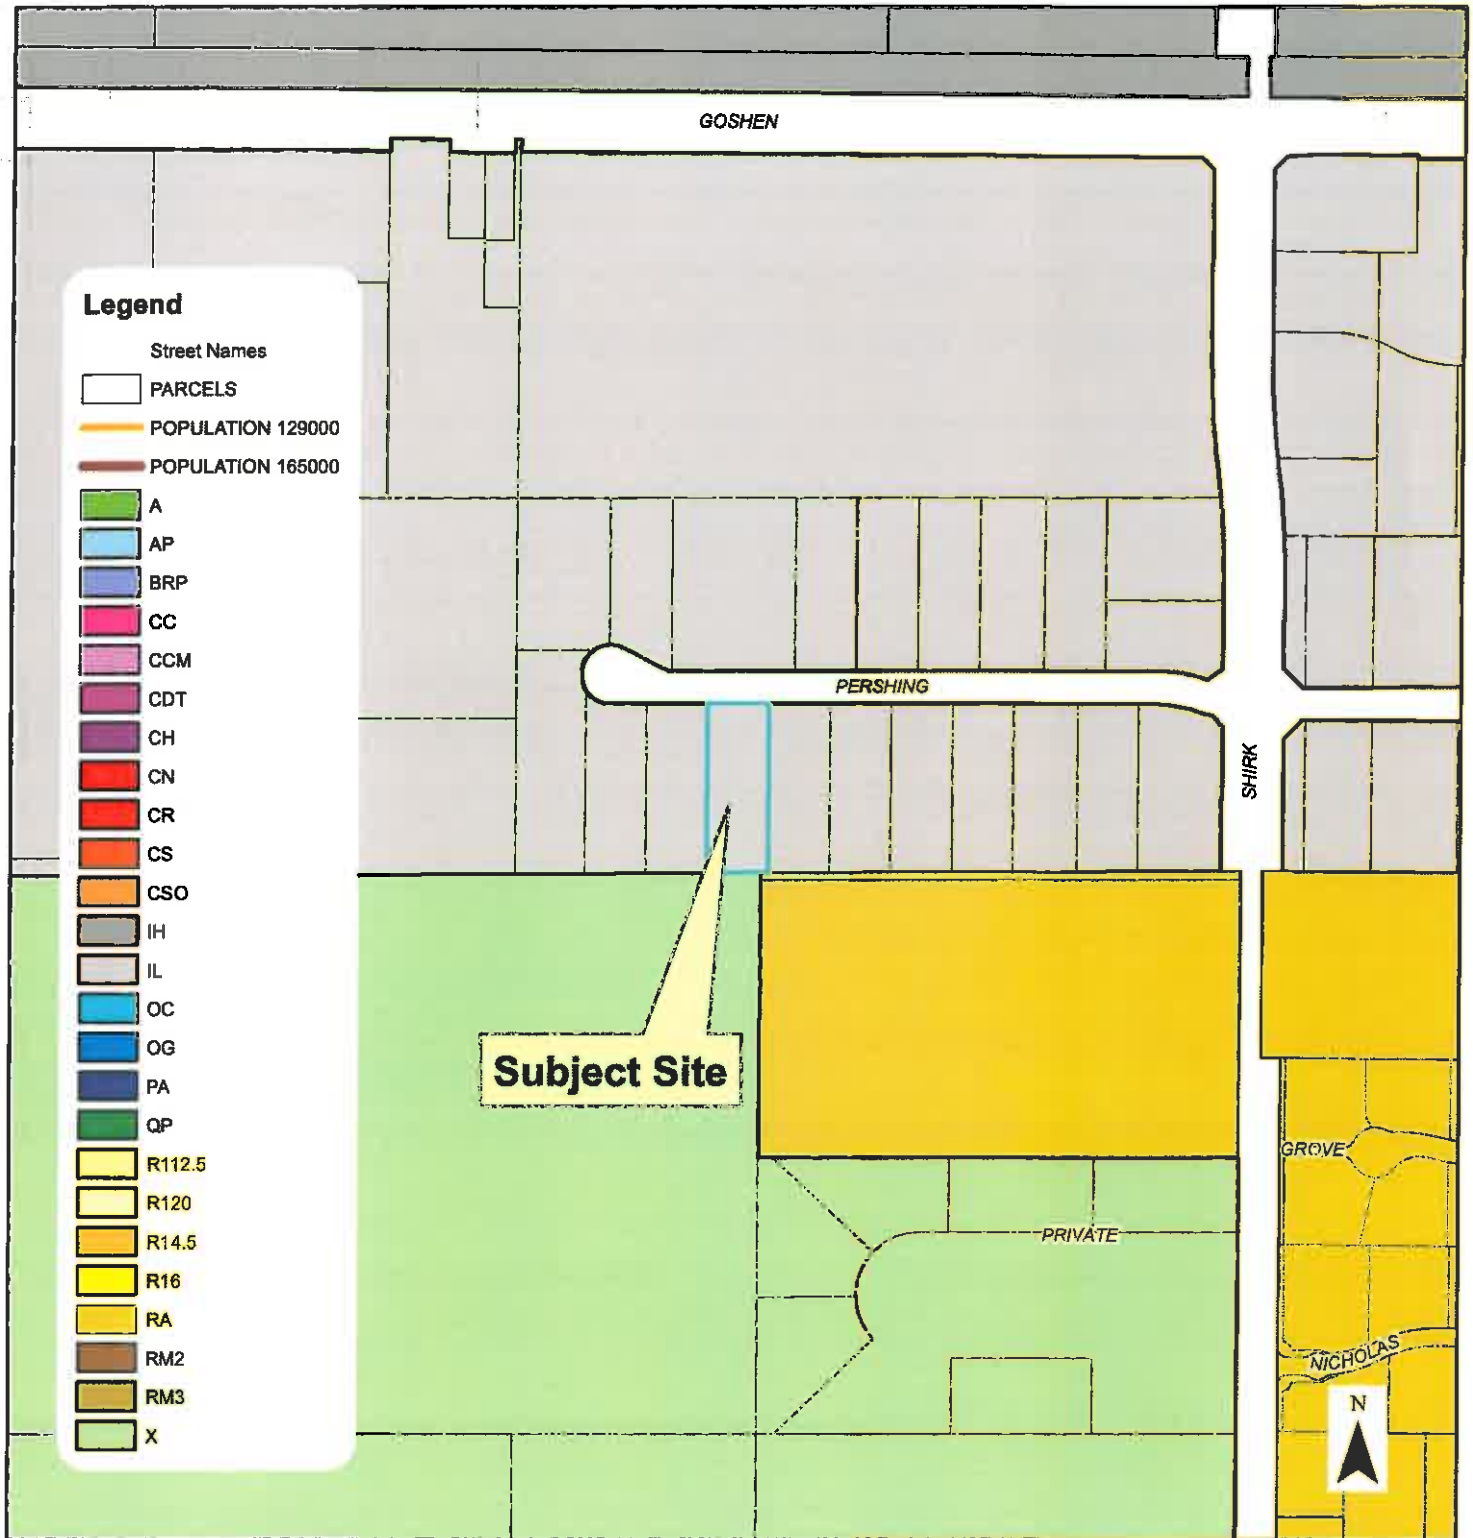 GOSHEN
Legend
Street Names
PARCELS
POPULATION 129000
POPULATION 165000
A
AP
BRP
CC
CCM
CDT
CH
CN
CR
CS
CSO
IH
IL
OC
OG
PA
QP
R112.5
R120
R14.5
R16
RA
RM2
RM3
X
PERSHING
SHIRK
Subject Site
GROVE
PRIVATE
NICHOLAS
N